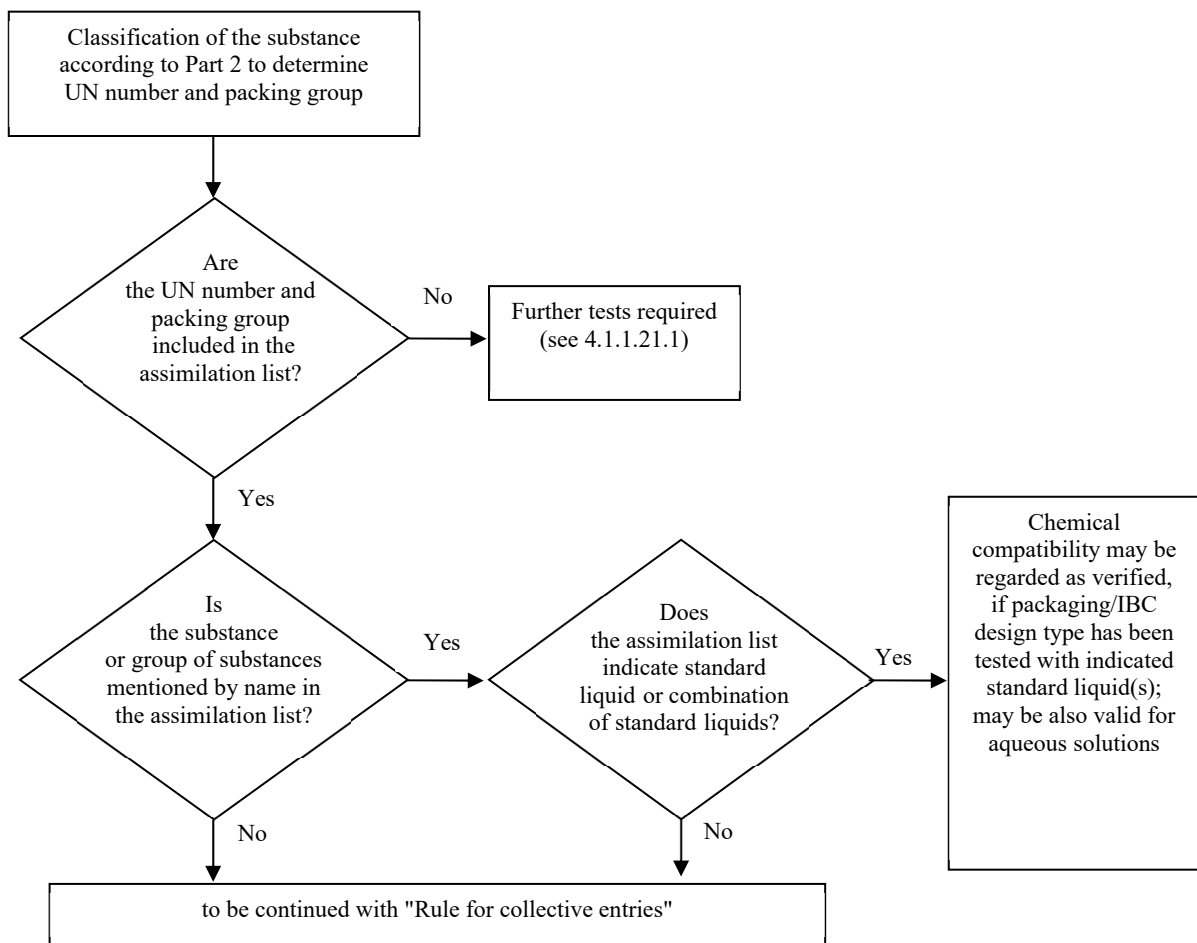 Classification of the substance
according to Part 2 to determine
UN number and packing group
Are
the UN number and
packing group
included in the
assimilation list?
No
Further tests required
(see 4.1.1.21.1)
Yes
Is
the substance
or group of substances
mentioned by name in
the assimilation list?
Yes
Does
the assimilation list
indicate standard
liquid or combination
of standard liquids?
Yes
Chemical
compatibility may be
regarded as verified,
if packaging/IBC
design type has been
tested with indicated
standard liquid(s);
may be also valid for
aqueous solutions
No
No
to be continued with "Rule for collective entries"